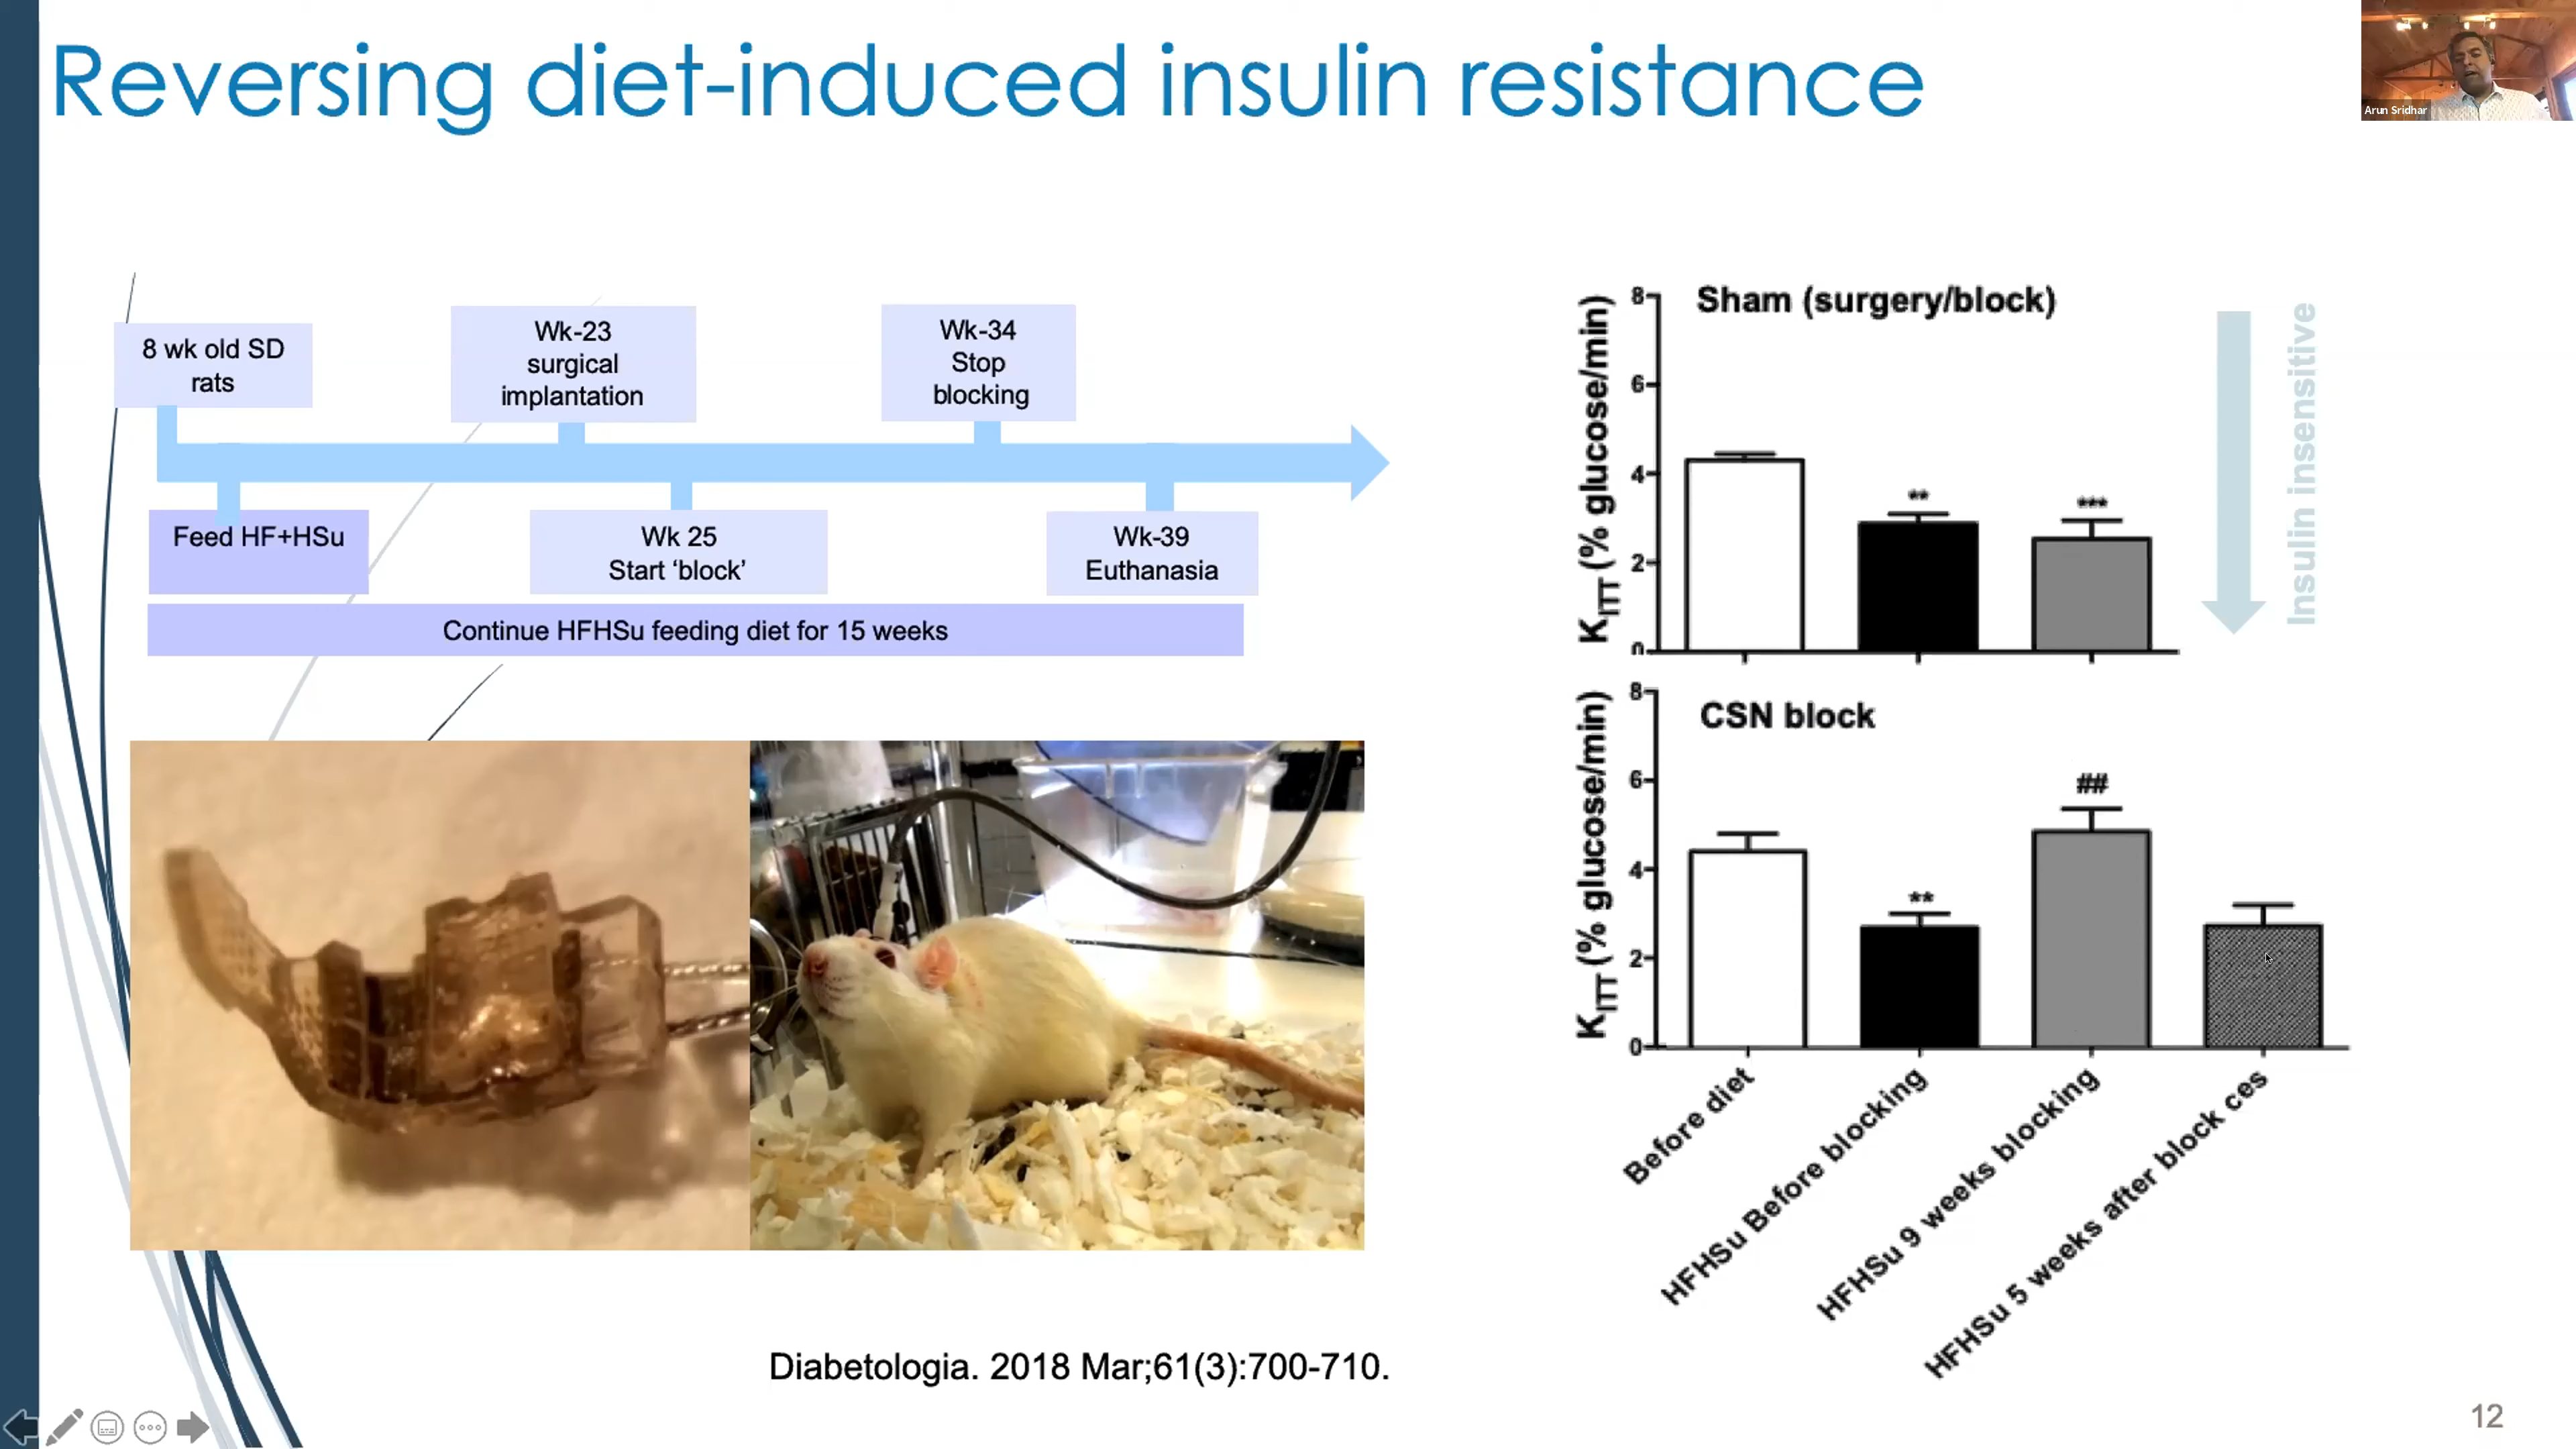 Reversing diet-induced insulin resistance
Arun Sridhar
8 wk old SD
rats
Wk-23
surgical
implantation
Wk-34
Stop
blocking
Feed HF+HSu
Wk 25
Start ‘block’
Wk-39
Euthanasia
Continue HFHSu feeding diet for 15 weeks
Sham (surgery/block)
KITT (% glucose/min)
8
6
4
2
0
**
***
Insulin insensitive
CSN block
KITT (% glucose/min)
8
6
4
2
0
**
##
Before diet
HFHSu Before blocking
HFHSu 9 weeks blocking
HFHSu 5 weeks after block ces
Diabetologia. 2018 Mar;61(3):700-710.
12